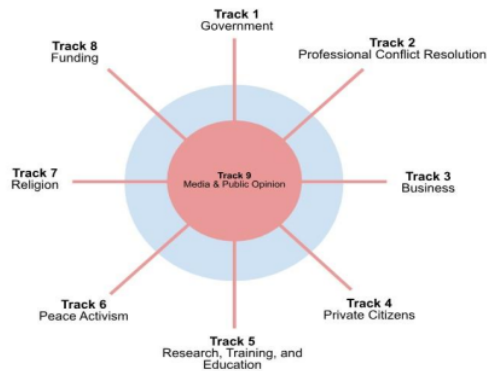 Track 1
Government
Track 2
Professional Conflict Resolution
Track 3
Business
Track 4
Private Citizens
Track 5
Research, Training, and
Education
Track 6
Peace Activism
Track 7
Religion
Track 8
Funding
Track 9
Media & Public Opinion